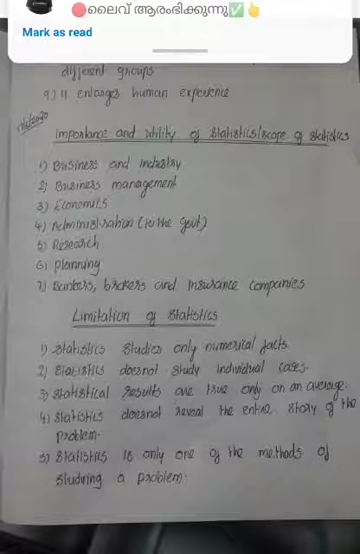 🔴ലൈവ് ആരംഭിക്കുന്നു✅👆
Mark as read
different groups
9) It enlarges human experience
Importance and utility of statistics/scope of statistics
1) Business and industry
2) Business management
3) Economics
4) Administration (to the govt)
5) Research
6) planning
7) Bankers, brokers and Insurance companies
Limitation of statistics
1) statistics studies only numerical facts.
2) Statistics doesnot study individual cases.
3) statistical results are true only on an average.
4) Statistics doesnot reveal the entire story of the
problem.
5) Statistics is only one of the methods of
studying a problem.